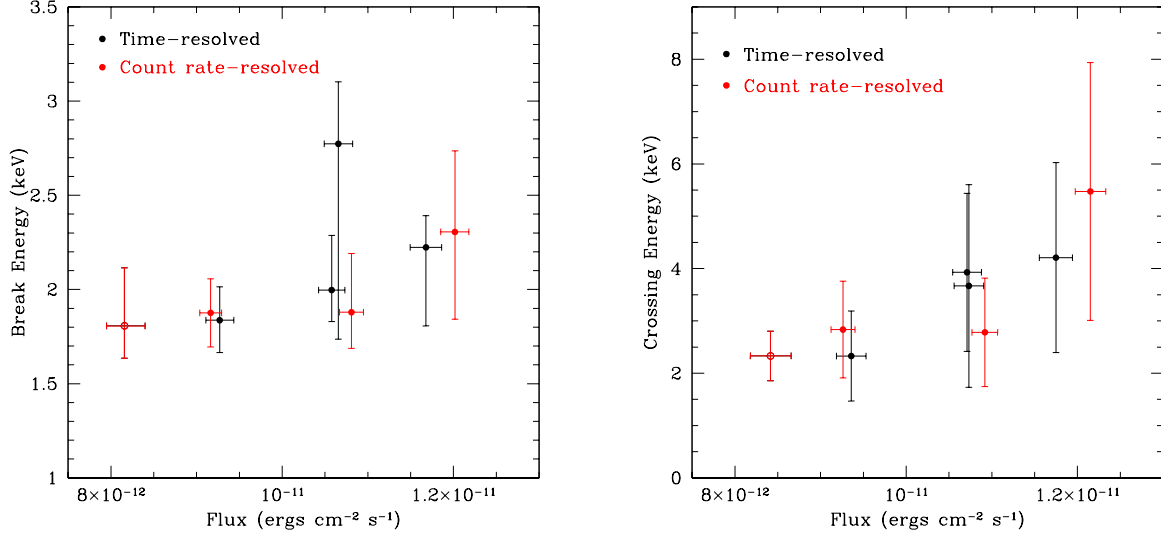 3.5
Time−resolved
Count rate−resolved
3
2.5
2
1.5
1
Break Energy (keV)
8×10⁻¹²
10⁻¹¹
1.2×10⁻¹¹
Flux (ergs cm⁻² s⁻¹)
8
Time−resolved
Count rate−resolved
6
4
2
0
Crossing Energy (keV)
8×10⁻¹²
10⁻¹¹
1.2×10⁻¹¹
Flux (ergs cm⁻² s⁻¹)